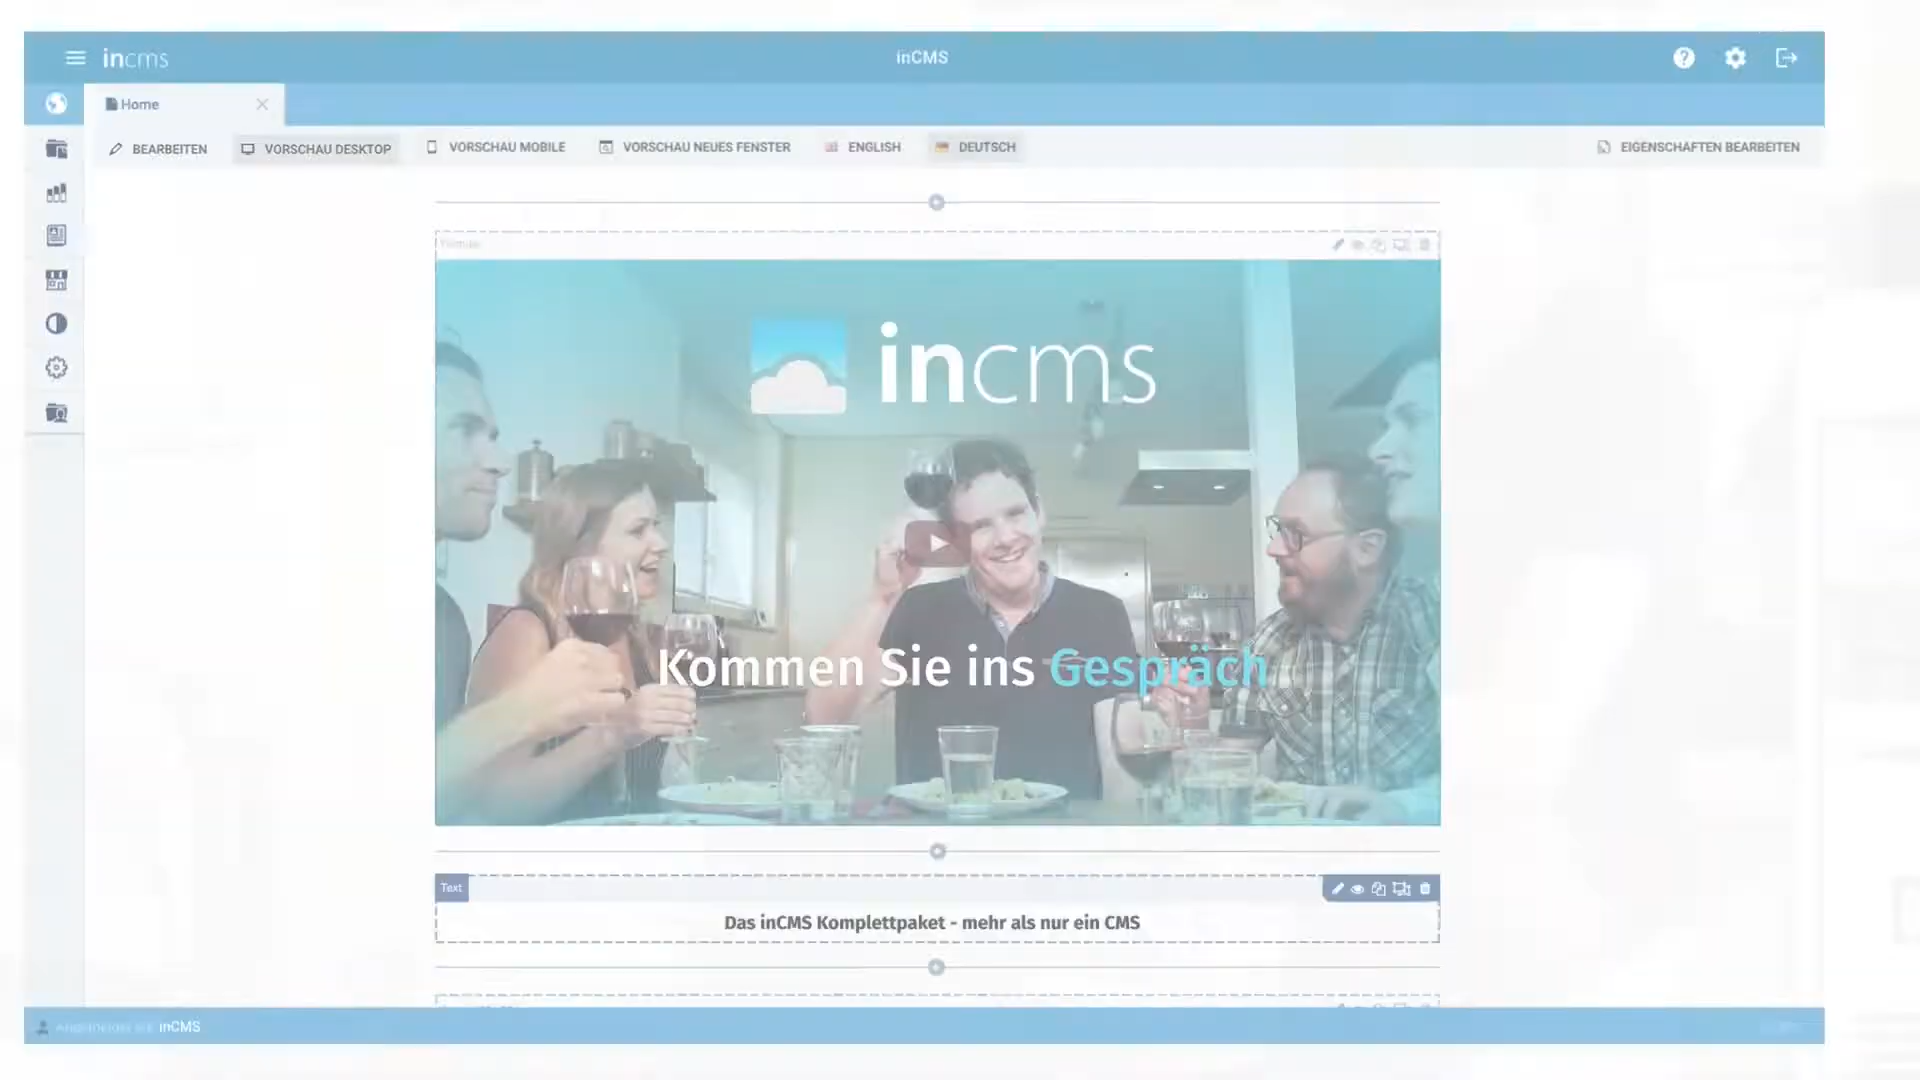 incms
inCMS
Home
BEARBEITEN
VORSCHAU DESKTOP
VORSCHAU MOBILE
VORSCHAU NEUES FENSTER
ENGLISH
DEUTSCH
EIGENSCHAFTEN BEARBEITEN
incms
Kommen Sie ins Gespräch
Text
Das inCMS Komplettpaket - mehr als nur ein CMS
inCMS